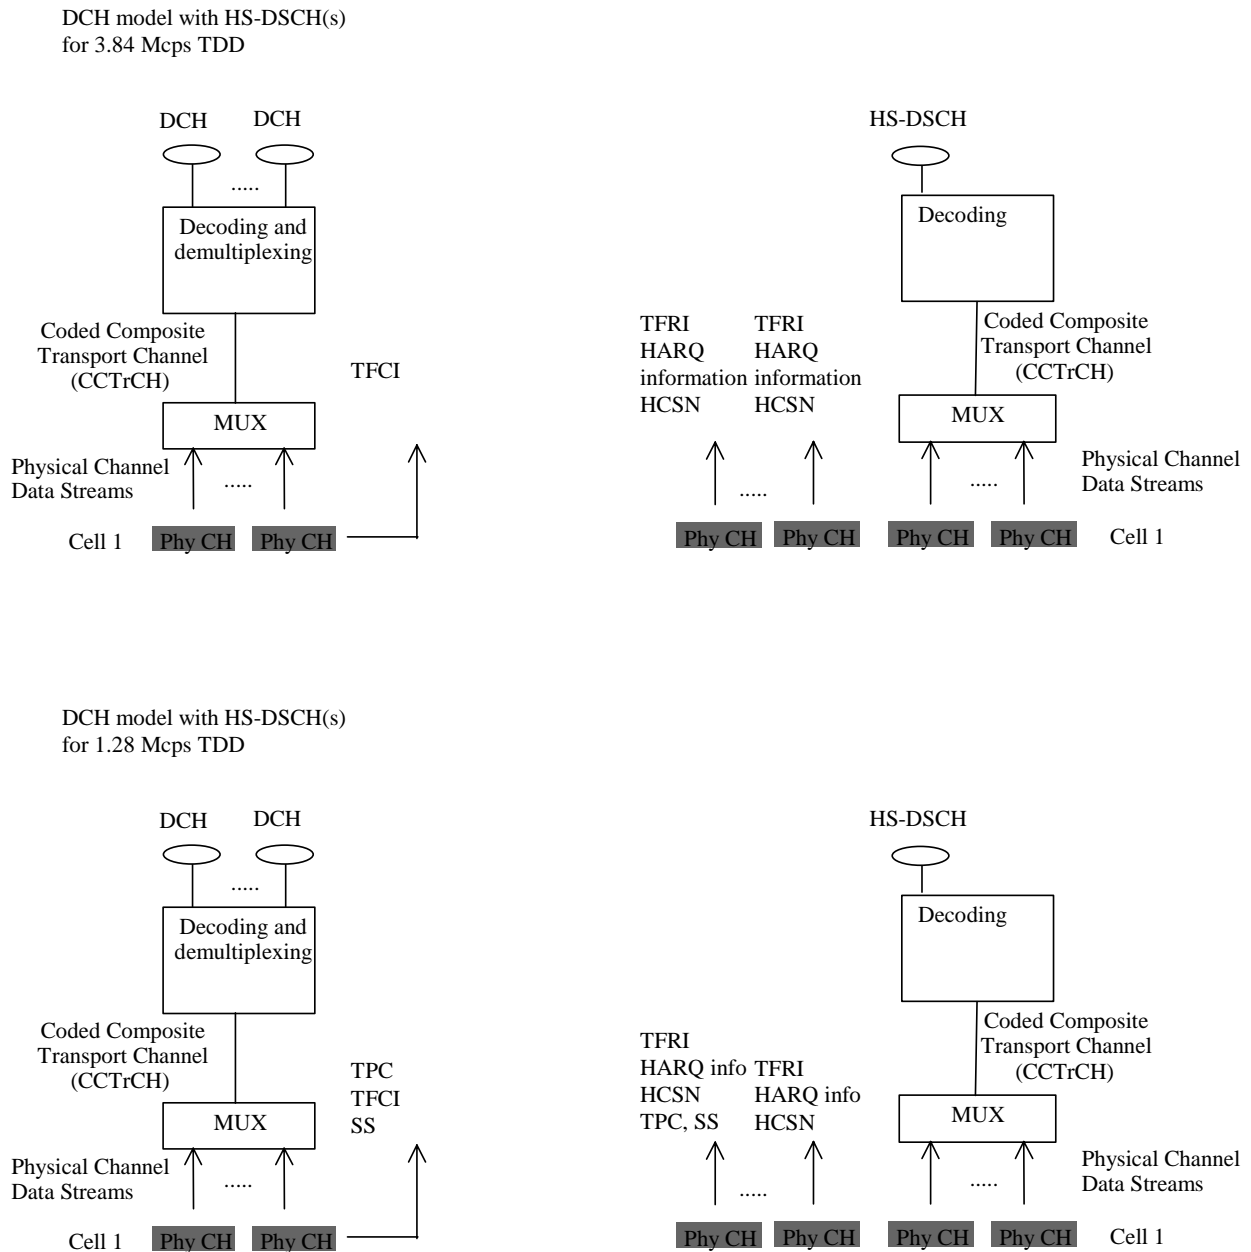 DCH model with HS-DSCH(s)
for 3.84 Mcps TDD
DCH DCH
.....
Decoding and
demultiplexing
Coded Composite
Transport Channel
(CCTrCH)
TFCI
MUX
Physical Channel
Data Streams
.....
Cell 1 Phy CH Phy CH
HS-DSCH
Decoding
TFRI
HARQ
information
HCSN
TFRI
HARQ
information
HCSN
Coded Composite
Transport Channel
(CCTrCH)
MUX
Physical Channel
Data Streams
..... .....
Phy CH Phy CH Phy CH Phy CH Cell 1
DCH model with HS-DSCH(s)
for 1.28 Mcps TDD
DCH DCH
.....
Decoding and
demultiplexing
Coded Composite
Transport Channel
(CCTrCH)
TPC
TFCI
SS
MUX
Physical Channel
Data Streams
.....
Cell 1 Phy CH Phy CH
HS-DSCH
Decoding
TFRI
HARQ info
HCSN
TPC, SS
TFRI
HARQ info
HCSN
Coded Composite
Transport Channel
(CCTrCH)
MUX
Physical Channel
Data Streams
..... .....
Phy CH Phy CH Phy CH Phy CH Cell 1